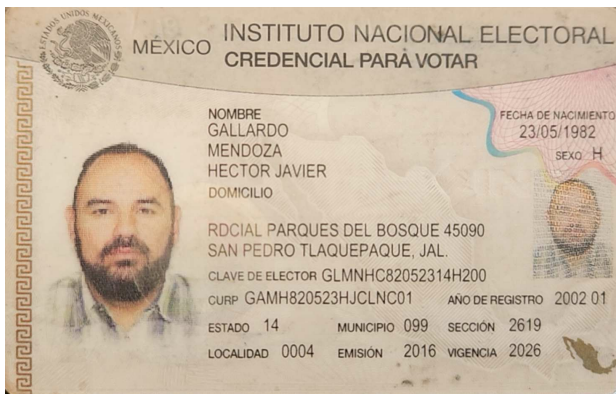 ESTADOS UNIDOS MEXICANOS
MÉXICO INSTITUTO NACIONAL ELECTORAL
CREDENCIAL PARA VOTAR
NOMBRE
GALLARDO
MENDOZA
HECTOR JAVIER
FECHA DE NACIMIENTO
23/05/1982
SEXO H
DOMICILIO
RDCIAL PARQUES DEL BOSQUE 45090
SAN PEDRO TLAQUEPAQUE, JAL.
CLAVE DE ELECTOR GLMNHC82052314H200
CURP GAMH820523HJCLNC01 AÑO DE REGISTRO 2002 01
ESTADO 14 MUNICIPIO 099 SECCIÓN 2619
LOCALIDAD 0004 EMISIÓN 2016 VIGENCIA 2026